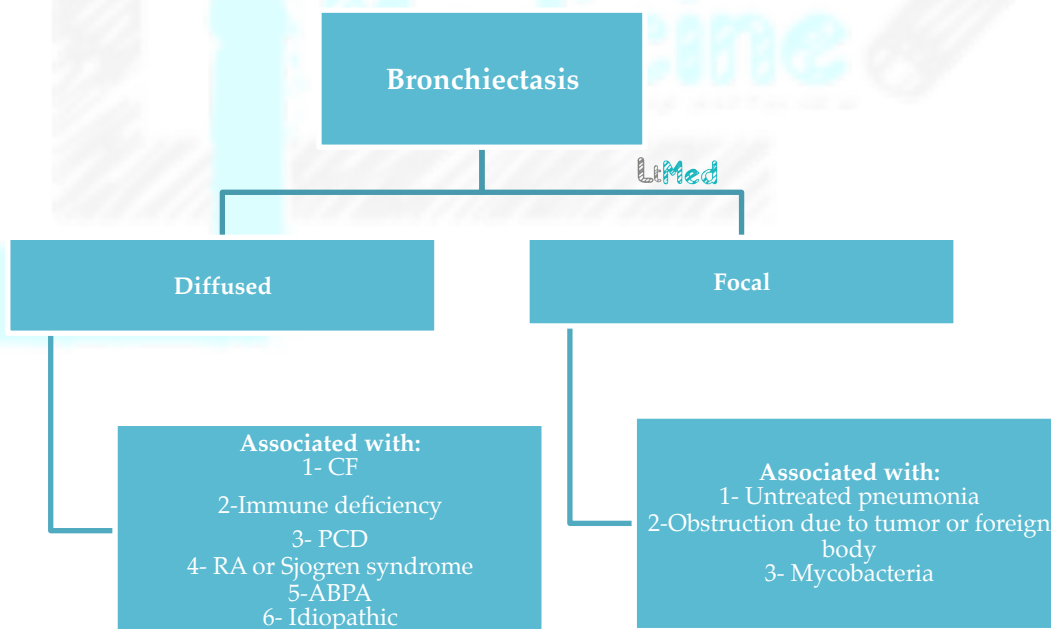 Bronchiectasis
LtMed
Diffused
Focal
Associated with:
1- CF
2-Immune deficiency
3- PCD
4- RA or Sjogren syndrome
5-ABPA
6- Idiopathic
Associated with:
1- Untreated pneumonia
2-Obstruction due to tumor or foreign
body
3- Mycobacteria